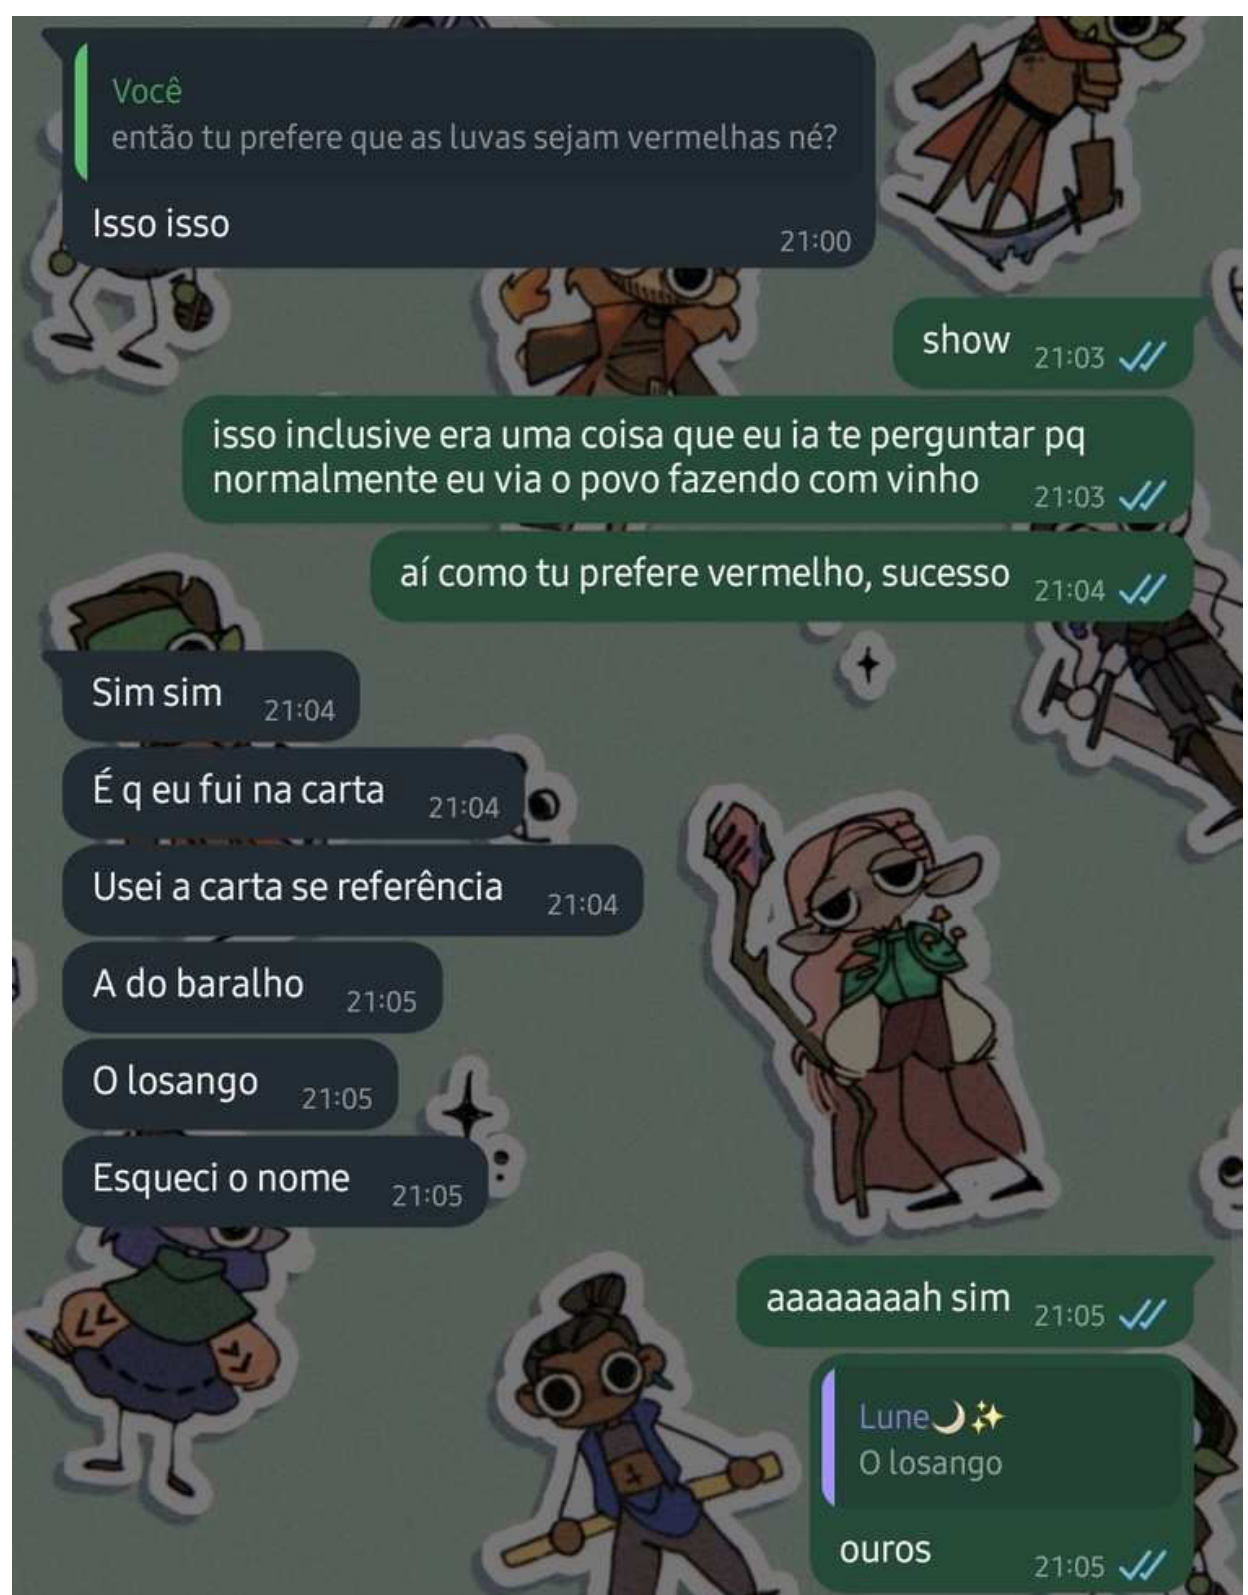 Você
então tu prefere que as luvas sejam vermelhas né?
Isso isso
21:00
show
21:03
isso inclusive era uma coisa que eu ia te perguntar pq
normalmente eu via o povo fazendo com vinho
21:03
aí como tu prefere vermelho, sucesso
21:04
Sim sim
21:04
É q eu fui na carta
21:04
Usei a carta se referência
21:04
A do baralho
21:05
O losango
21:05
Esqueci o nome
21:05
aaaaaaaah sim
21:05
Lune🌙✨
O losango
ouros
21:05